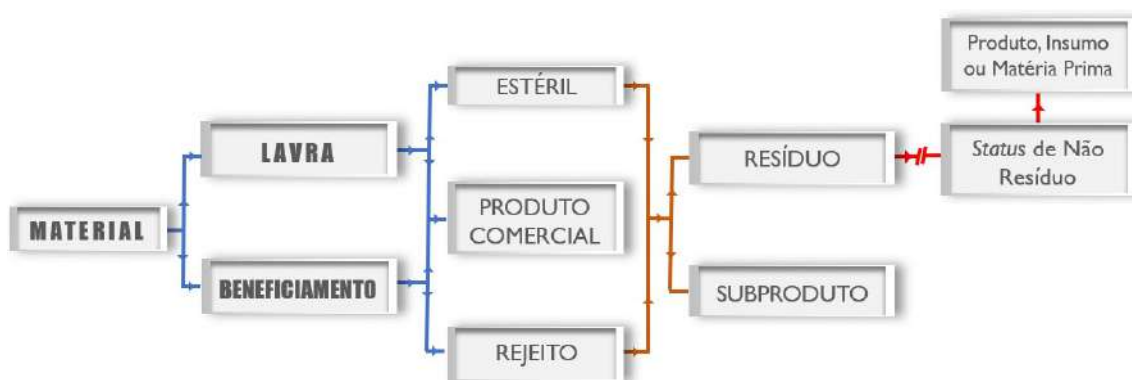 MATERIAL
LAVRA
BENEFICIAMENTO
ESTÉRIL
PRODUTO
COMERCIAL
REJEITO
RESÍDUO
SUBPRODUTO
Produto, Insumo
ou Matéria Prima
Status de Não
Resíduo